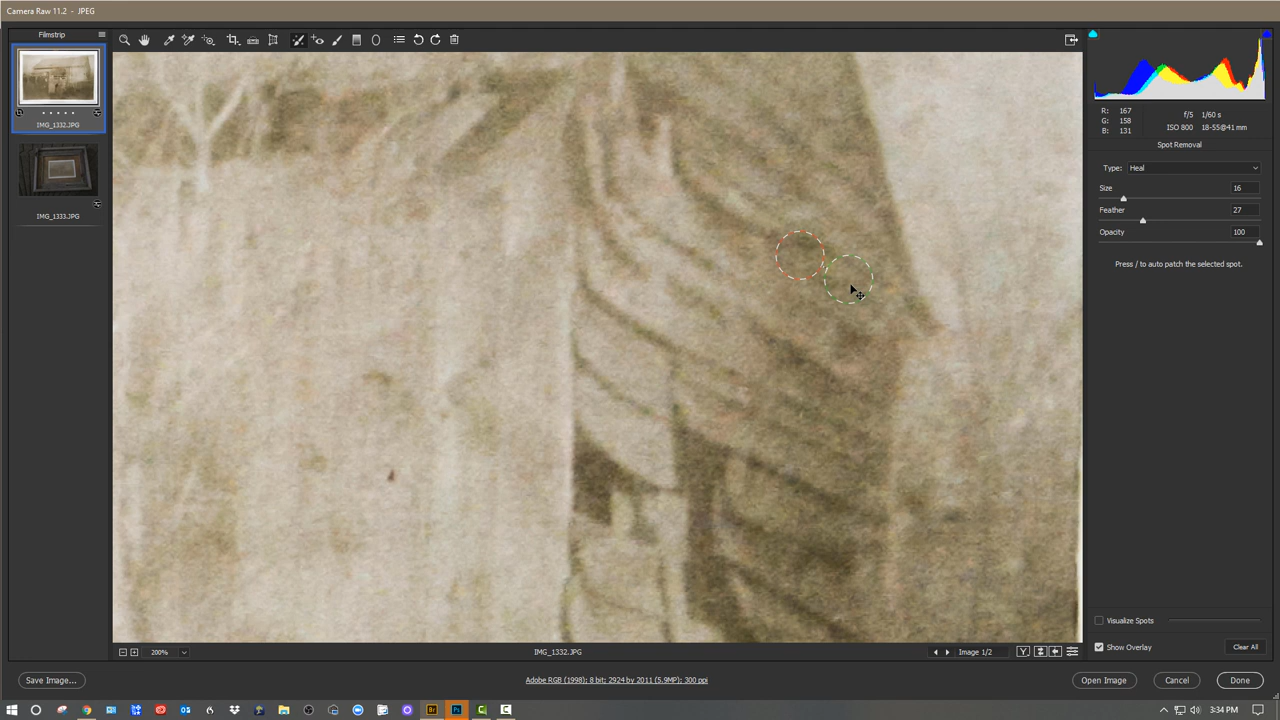 Camera Raw 11.2 - JPEG
Filmstrip
IMG_1332.JPG
IMG_1333.JPG
R: 167
G: 158
B: 131
f/5 1/60 s
ISO 800 18-55@41 mm
Spot Removal
Type: Heal
Size 16
Feather 27
Opacity 100
Press / to auto patch the selected spot.
Visualize Spots
Show Overlay
Clear All
200%
IMG_1332.JPG
Image 1/2
Y
Save Image...
Adobe RGB (1998); 8 bit; 2924 by 2011 (5.9MP); 300 ppi
Open Image
Cancel
Done
Br
Ps
3:34 PM